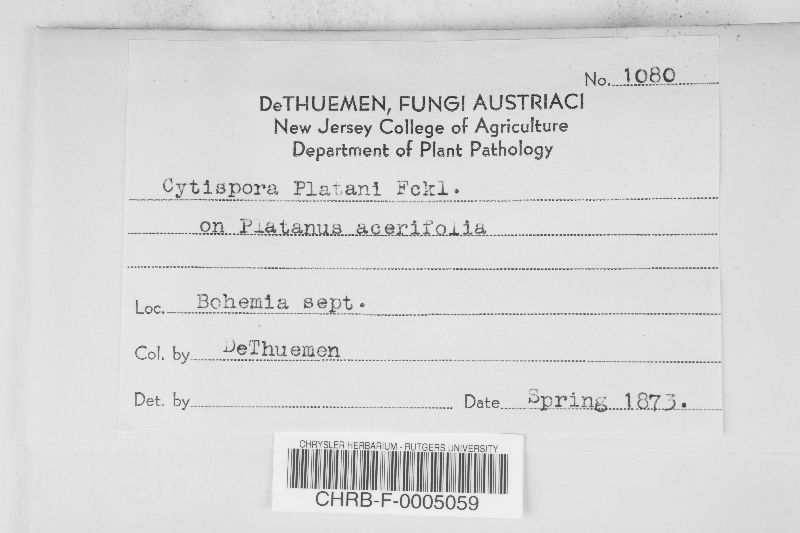 No. 1080
DeTHUEMEN, FUNGI AUSTRIACI
New Jersey College of Agriculture
Department of Plant Pathology
Cytispora Platani Fckl.
on Platanus acerifolia
Loc. Bohemia sept.
Col. by DeThuemen
Det. by Date Spring 1873.
CHRYSLER HERBARIUM - RUTGERS UNIVERSITY
CHRB-F-0005059